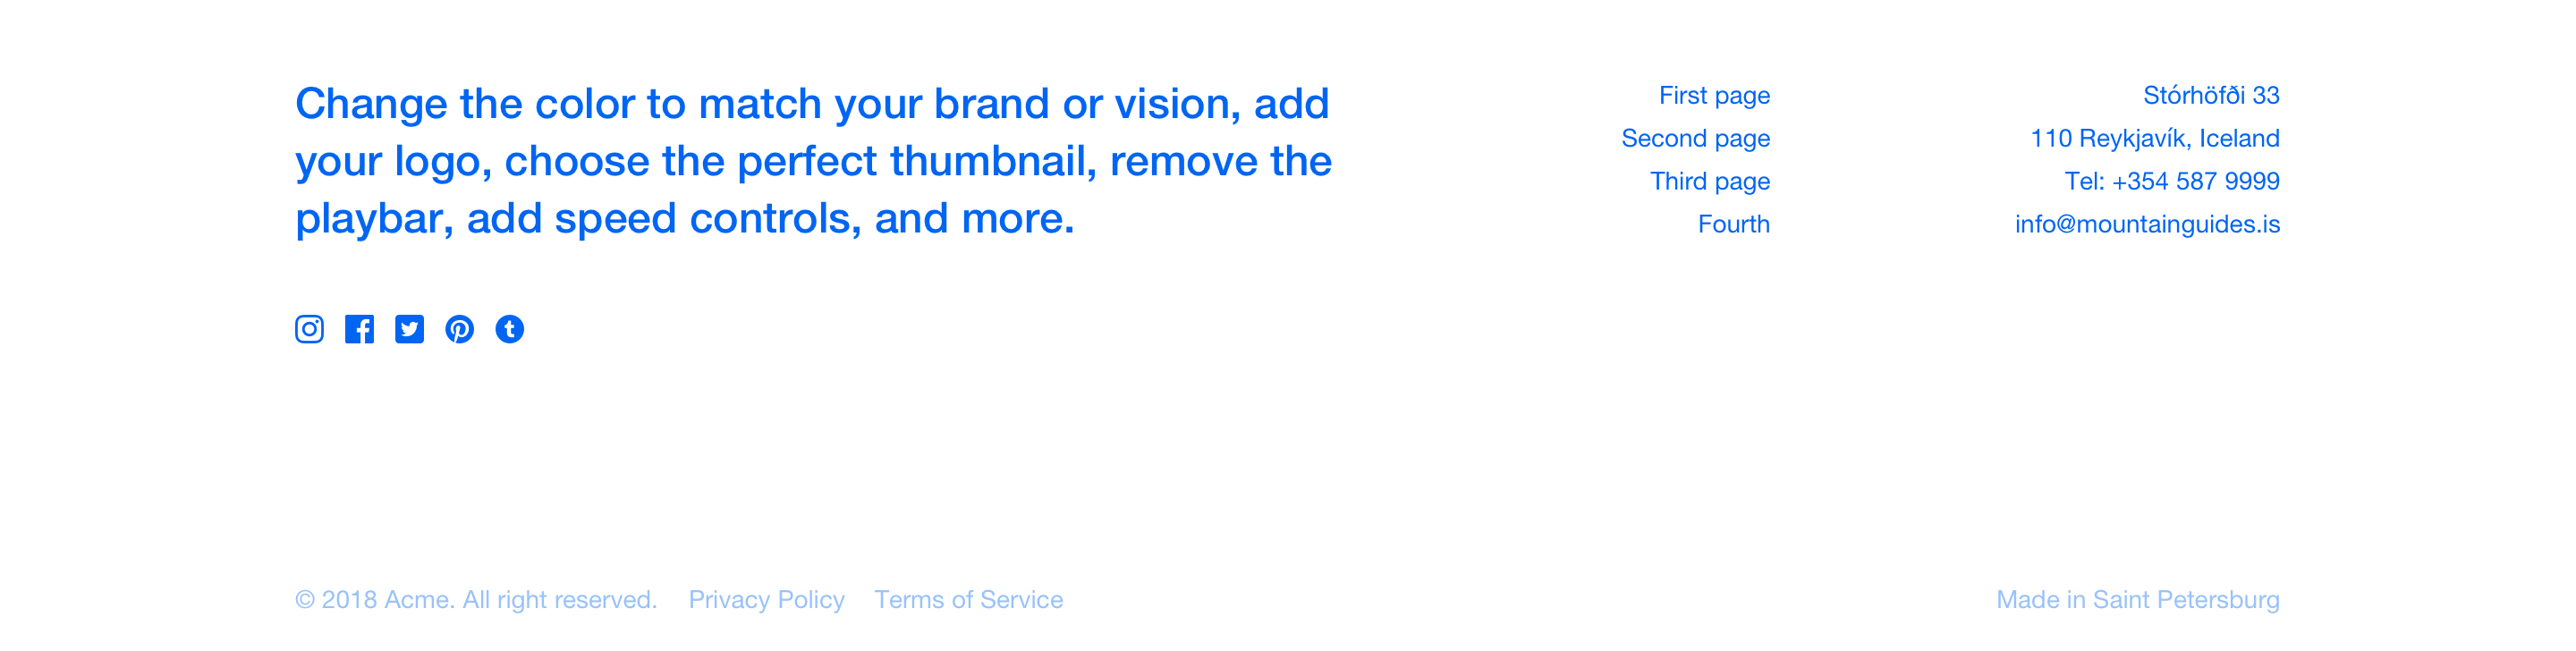 Change the color to match your brand or vision, add
your logo, choose the perfect thumbnail, remove the
playbar, add speed controls, and more.
First page
Second page
Third page
Fourth
Stórhöfði 33
110 Reykjavík, Iceland
Tel: +354 587 9999
info@mountainguides.is
© 2018 Acme. All right reserved.
Privacy Policy
Terms of Service
Made in Saint Petersburg